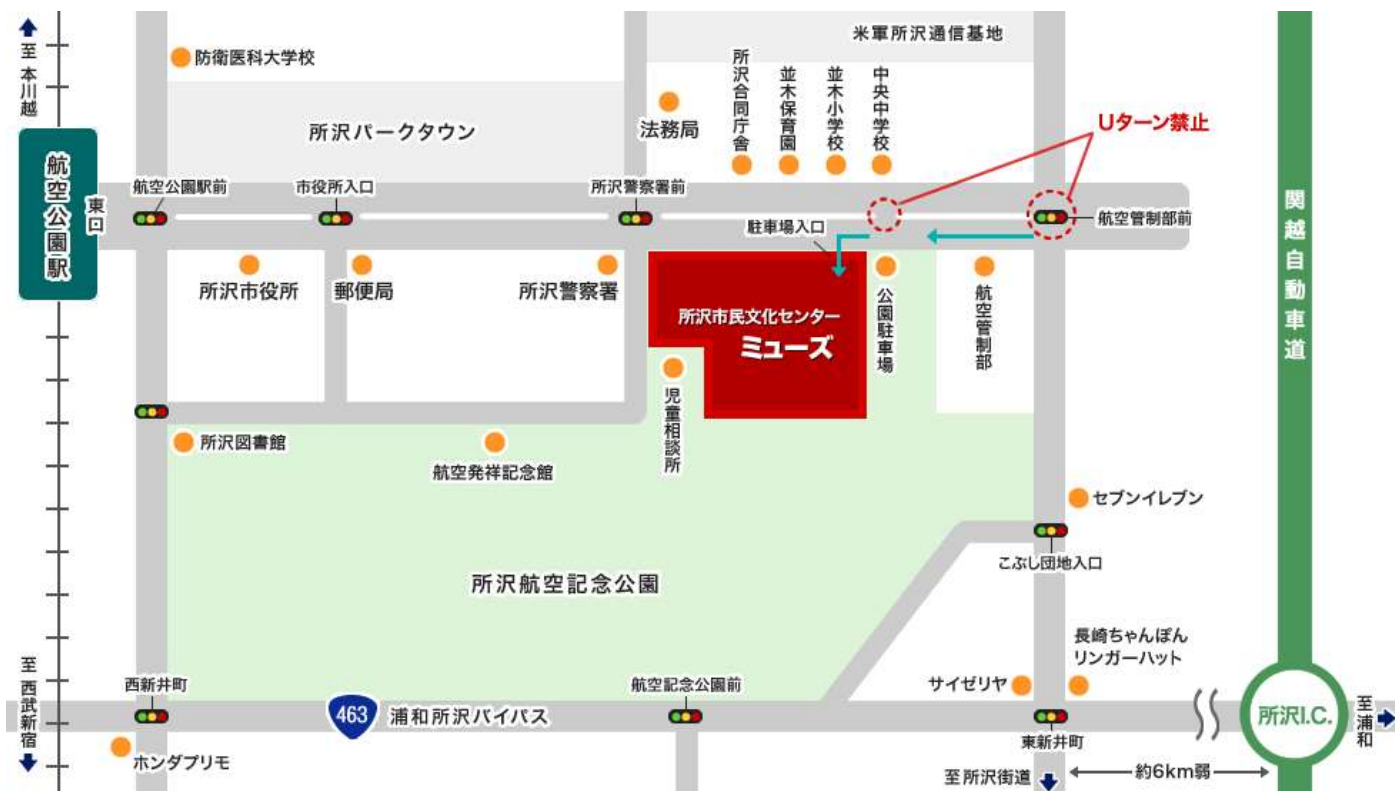 至本川越
防衛医科大学校
米軍所沢通信基地
所沢合同庁舎
並木保育園
並木小学校
中央中学校
法務局
所沢パークタウン
Uターン禁止
航空公園駅
東口
航空公園駅前
市役所入口
所沢警察署前
航空管制部前
駐車場入口
関越自動車道
所沢市役所
郵便局
所沢警察署
所沢市民文化センター
ミューズ
公園駐車場
航空管制部
児童相談所
所沢図書館
航空発祥記念館
セブンイレブン
こぶし団地入口
所沢航空記念公園
長崎ちゃんぽん
リンガーハット
サイゼリヤ
至西武新宿
西新井町
463
浦和所沢バイパス
航空記念公園前
東新井町
所沢I.C.
至浦和
ホンダプリモ
至所沢街道
約6km弱